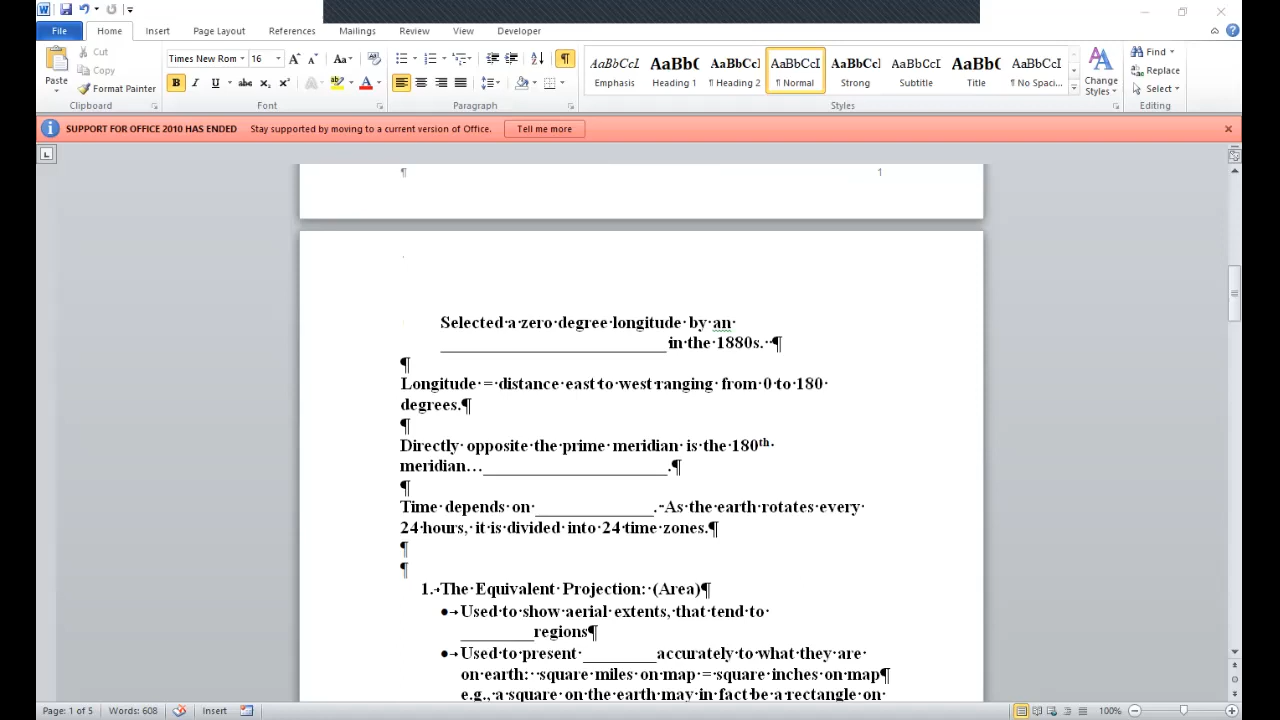 File Home Insert Page Layout References Mailings Review View Developer
Paste
Cut
Copy
Format Painter
Clipboard
Times New Rom 16
Font
Paragraph
AaBbCcI AaBb( AaBbCc AaBbCcI AaBbCc AaBbCcI AaBb( AaBbCcI
Emphasis Heading 1 ¶ Heading 2 ¶ Normal Strong Subtitle Title ¶ No Spaci...
Styles
Change
Styles
Find
Replace
Select
Editing
SUPPORT FOR OFFICE 2010 HAS ENDED Stay supported by moving to a current version of Office. Tell me more
¶ 1
Selected a zero degree longitude by an
______________________ in the 1880s. ¶
¶
Longitude = distance east to west ranging from 0 to 180
degrees.¶
¶
Directly opposite the prime meridian is the 180th
meridian…__________________.¶
¶
Time depends on ____________. As the earth rotates every
24 hours, it is divided into 24 time zones.¶
¶
¶
1. The Equivalent Projection: (Area)¶
• Used to show aerial extents, that tend to
________regions¶
• Used to present ________accurately to what they are
on earth: square miles on map = square inches on map¶
e.g., a square on the earth may in fact be a rectangle on
Page: 1 of 5 Words: 608 Insert 100%